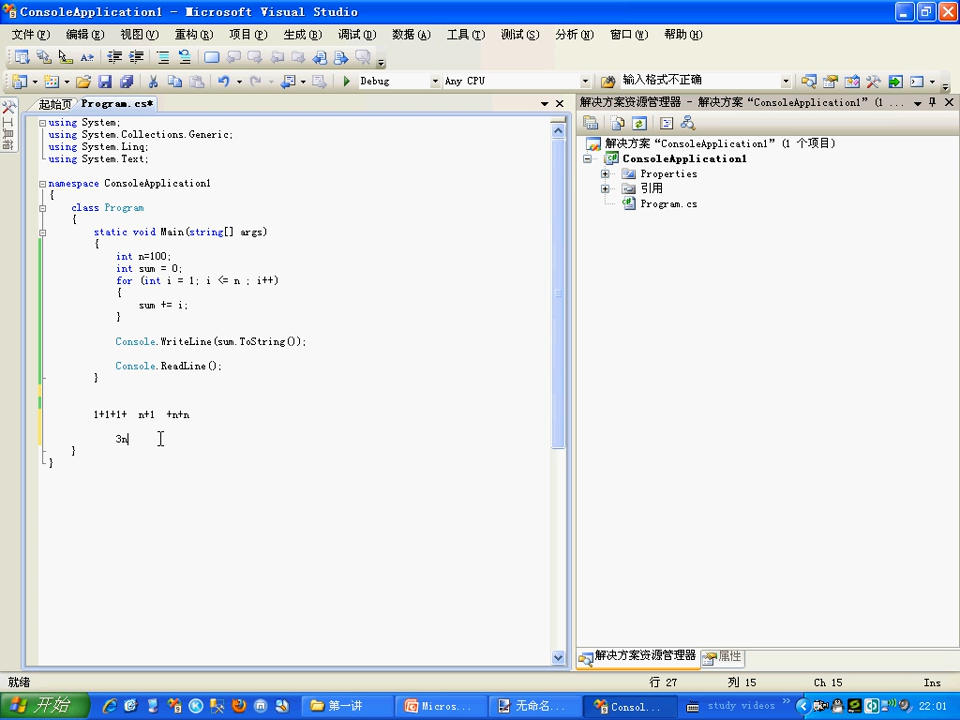 ConsoleApplication1 - Microsoft Visual Studio
文件(F) 编辑(E) 视图(V) 重构(R) 项目(P) 生成(B) 调试(D) 数据(A) 工具(T) 测试(S) 分析(N) 窗口(W) 帮助(H)
Debug Any CPU 输入格式不正确
起始页 Program.cs*
using System;
using System.Collections.Generic;
using System.Linq;
using System.Text;
namespace ConsoleApplication1
{
class Program
{
static void Main(string[] args)
{
int n=100;
int sum = 0;
for (int i = 1; i <= n ; i++)
{
sum += i;
}
Console.WriteLine(sum.ToString());
Console.ReadLine();
}
1+1+1+ n+1 +n+n
3n
}
}
工具箱
解决方案资源管理器 - 解决方案“ConsoleApplication1”(1 ...
解决方案“ConsoleApplication1”(1 个项目)
ConsoleApplication1
Properties
引用
Program.cs
解决方案资源管理器 属性
就绪 行 27 列 15 Ch 15 Ins
开始 第一讲 Micros... 无命名... Consol... study videos 22:01